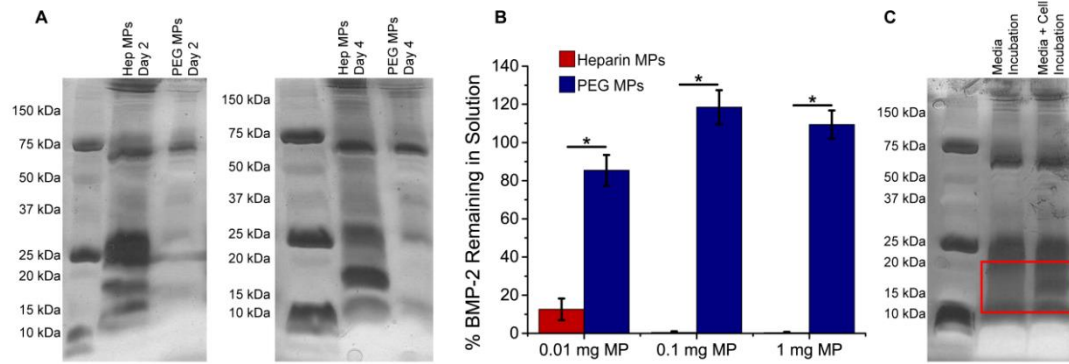 A
Hep MPs
Day 2
PEG MPs
Day 2
150 kDa
75 kDa
50 kDa
37 kDa
25 kDa
20 kDa
15 kDa
10 kDa
Hep MPs
Day 4
PEG MPs
Day 4
150 kDa
75 kDa
50 kDa
37 kDa
25 kDa
20 kDa
15 kDa
10 kDa
B
% BMP-2 Remaining in Solution
140
120
100
80
60
40
20
0
Heparin MPs
PEG MPs
*
*
*
0.01 mg MP
0.1 mg MP
1 mg MP
C
Media
Incubation
Media + Cell
Incubation
150 kDa
75 kDa
50 kDa
37 kDa
25 kDa
20 kDa
15 kDa
10 kDa